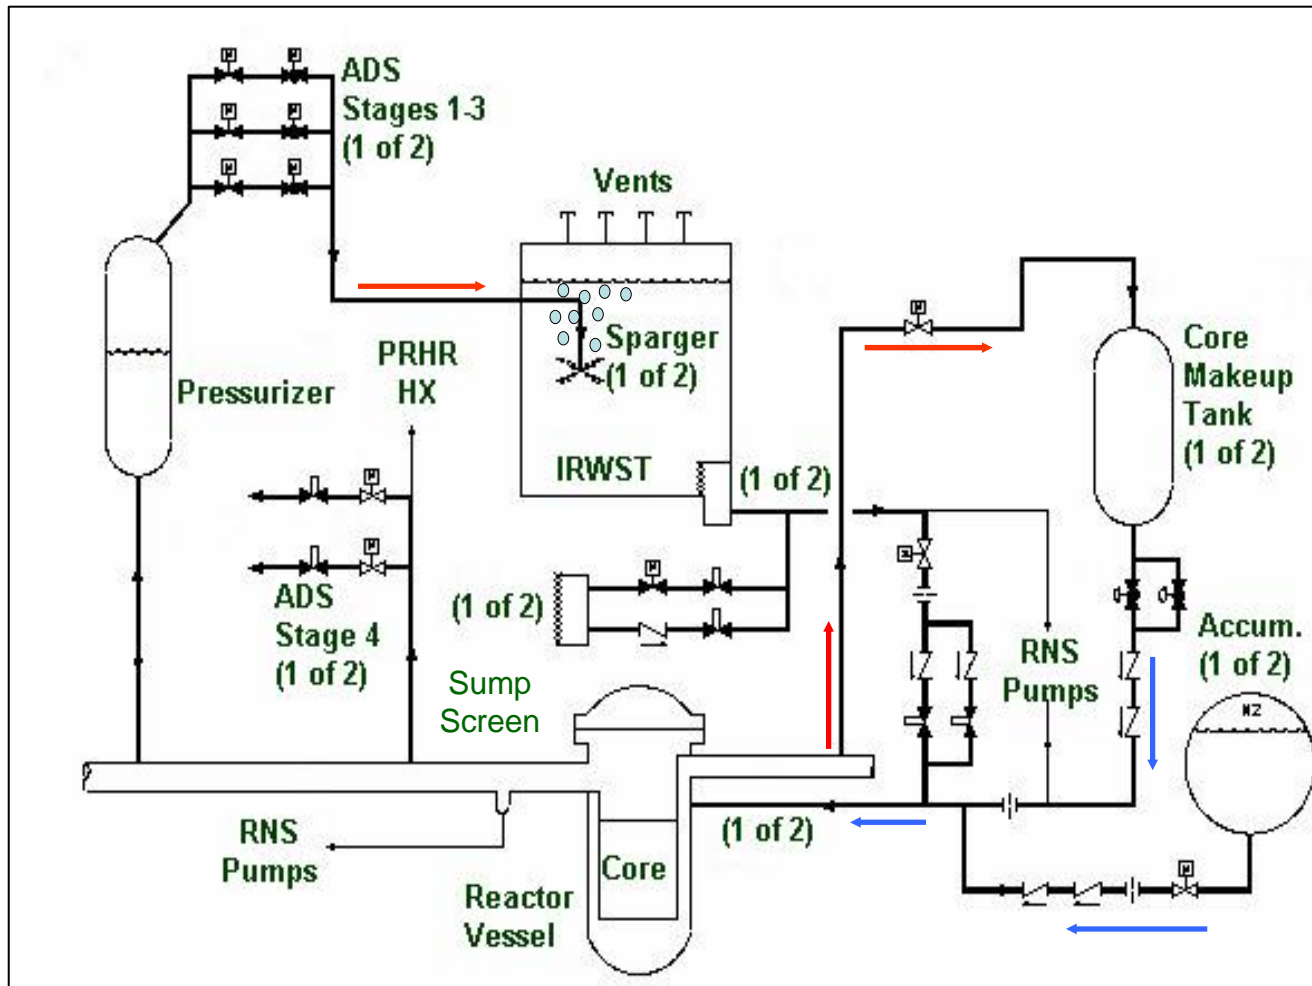 ADS
Stages 1-3
(1 of 2)
Vents
Sparger
(1 of 2)
PRHR
HX
Pressurizer
Core
Makeup
Tank
(1 of 2)
IRWST
(1 of 2)
ADS
Stage 4
(1 of 2)
(1 of 2)
Sump
Screen
RNS
Pumps
Accum.
(1 of 2)
N2
RNS
Pumps
(1 of 2)
Core
Reactor
Vessel
M
M
M
M
M
M
M
M
M
M
M
M